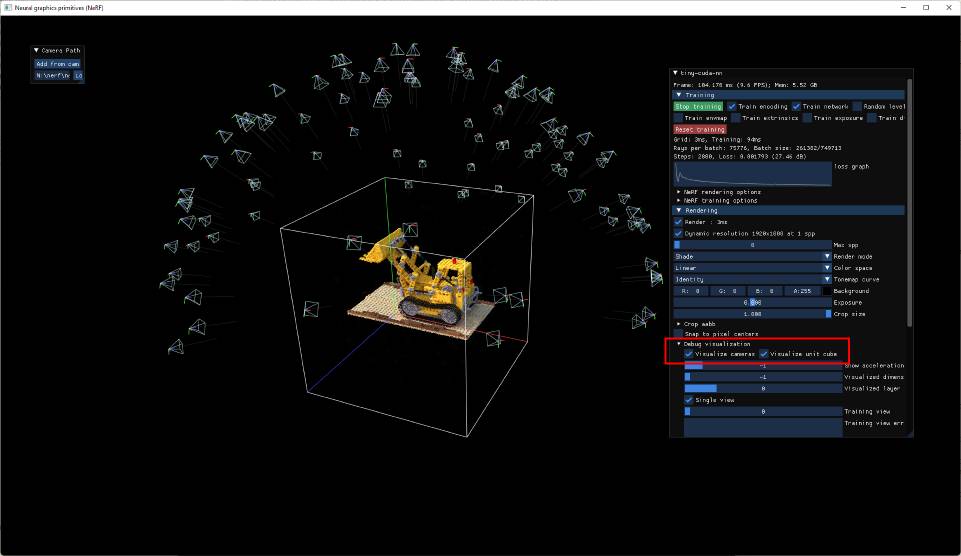 Neural graphics primitives (NeRF)
Camera Path
Add from cam
tiny-cuda-nn
Frame: 104.176 ms (9.6 FPS); Mem: 5.52 GB
Training
Stop training Train encoding Train network Random level
Train envmap Train extrinsics Train exposure Train di
Reset training
Grid: 3ms, Training: 94ms
Rays per batch: 75776, Batch size: 261382/749713
Steps: 2880, Loss: 0.001793 (27.46 dB)
loss graph
NeRF rendering options
NeRF training options
Rendering
Render : 3ms
Dynamic resolution 1920x1080 at 1 spp
0 Max spp
Shade Render mode
Linear Color space
Identity Tonemap curve
R: 0 G: 0 B: 0 A:255 Background
0.000 Exposure
1.000 Crop size
Crop aabb
Snap to pixel centers
Debug visualization
Visualize cameras Visualize unit cube
-1 Show acceleration
-1 Visualized dimens
0 Visualized layer
Single view
0 Training view
Training view err